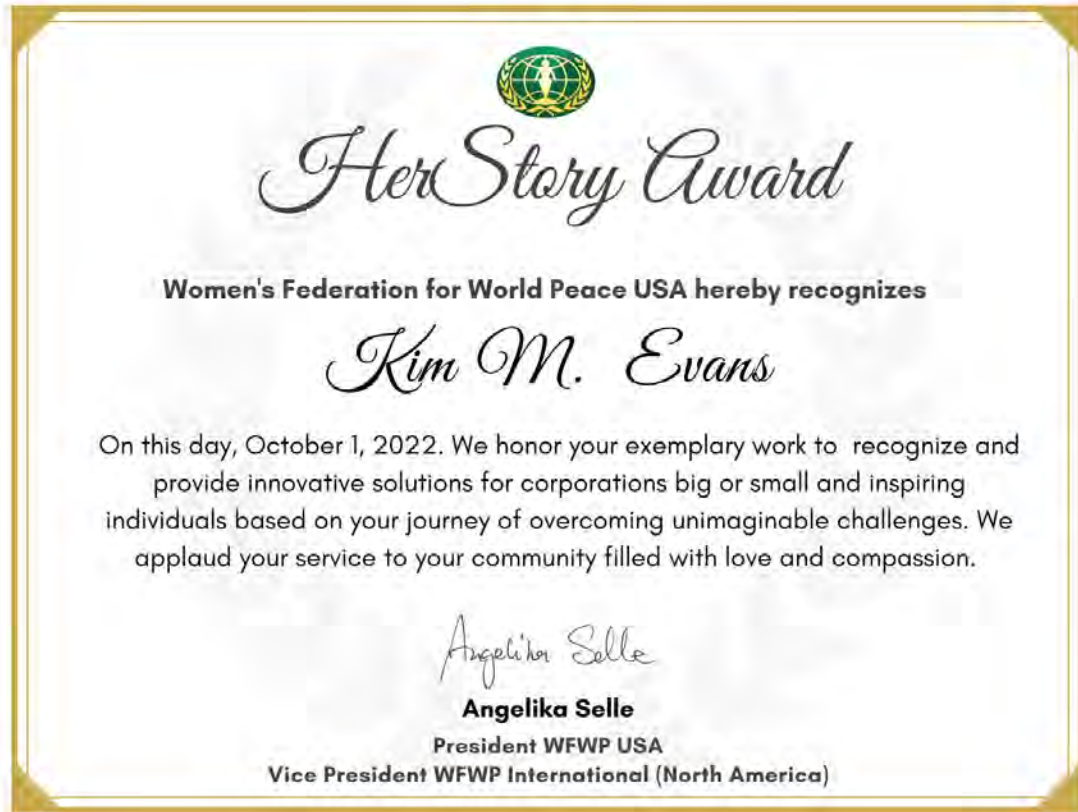 HerStory Award
Women's Federation for World Peace USA hereby recognizes
Kim M. Evans
On this day, October 1, 2022. We honor your exemplary work to recognize and
provide innovative solutions for corporations big or small and inspiring
individuals based on your journey of overcoming unimaginable challenges. We
applaud your service to your community filled with love and compassion.
Angelika Selle
Angelika Selle
President WFWP USA
Vice President WFWP International (North America)